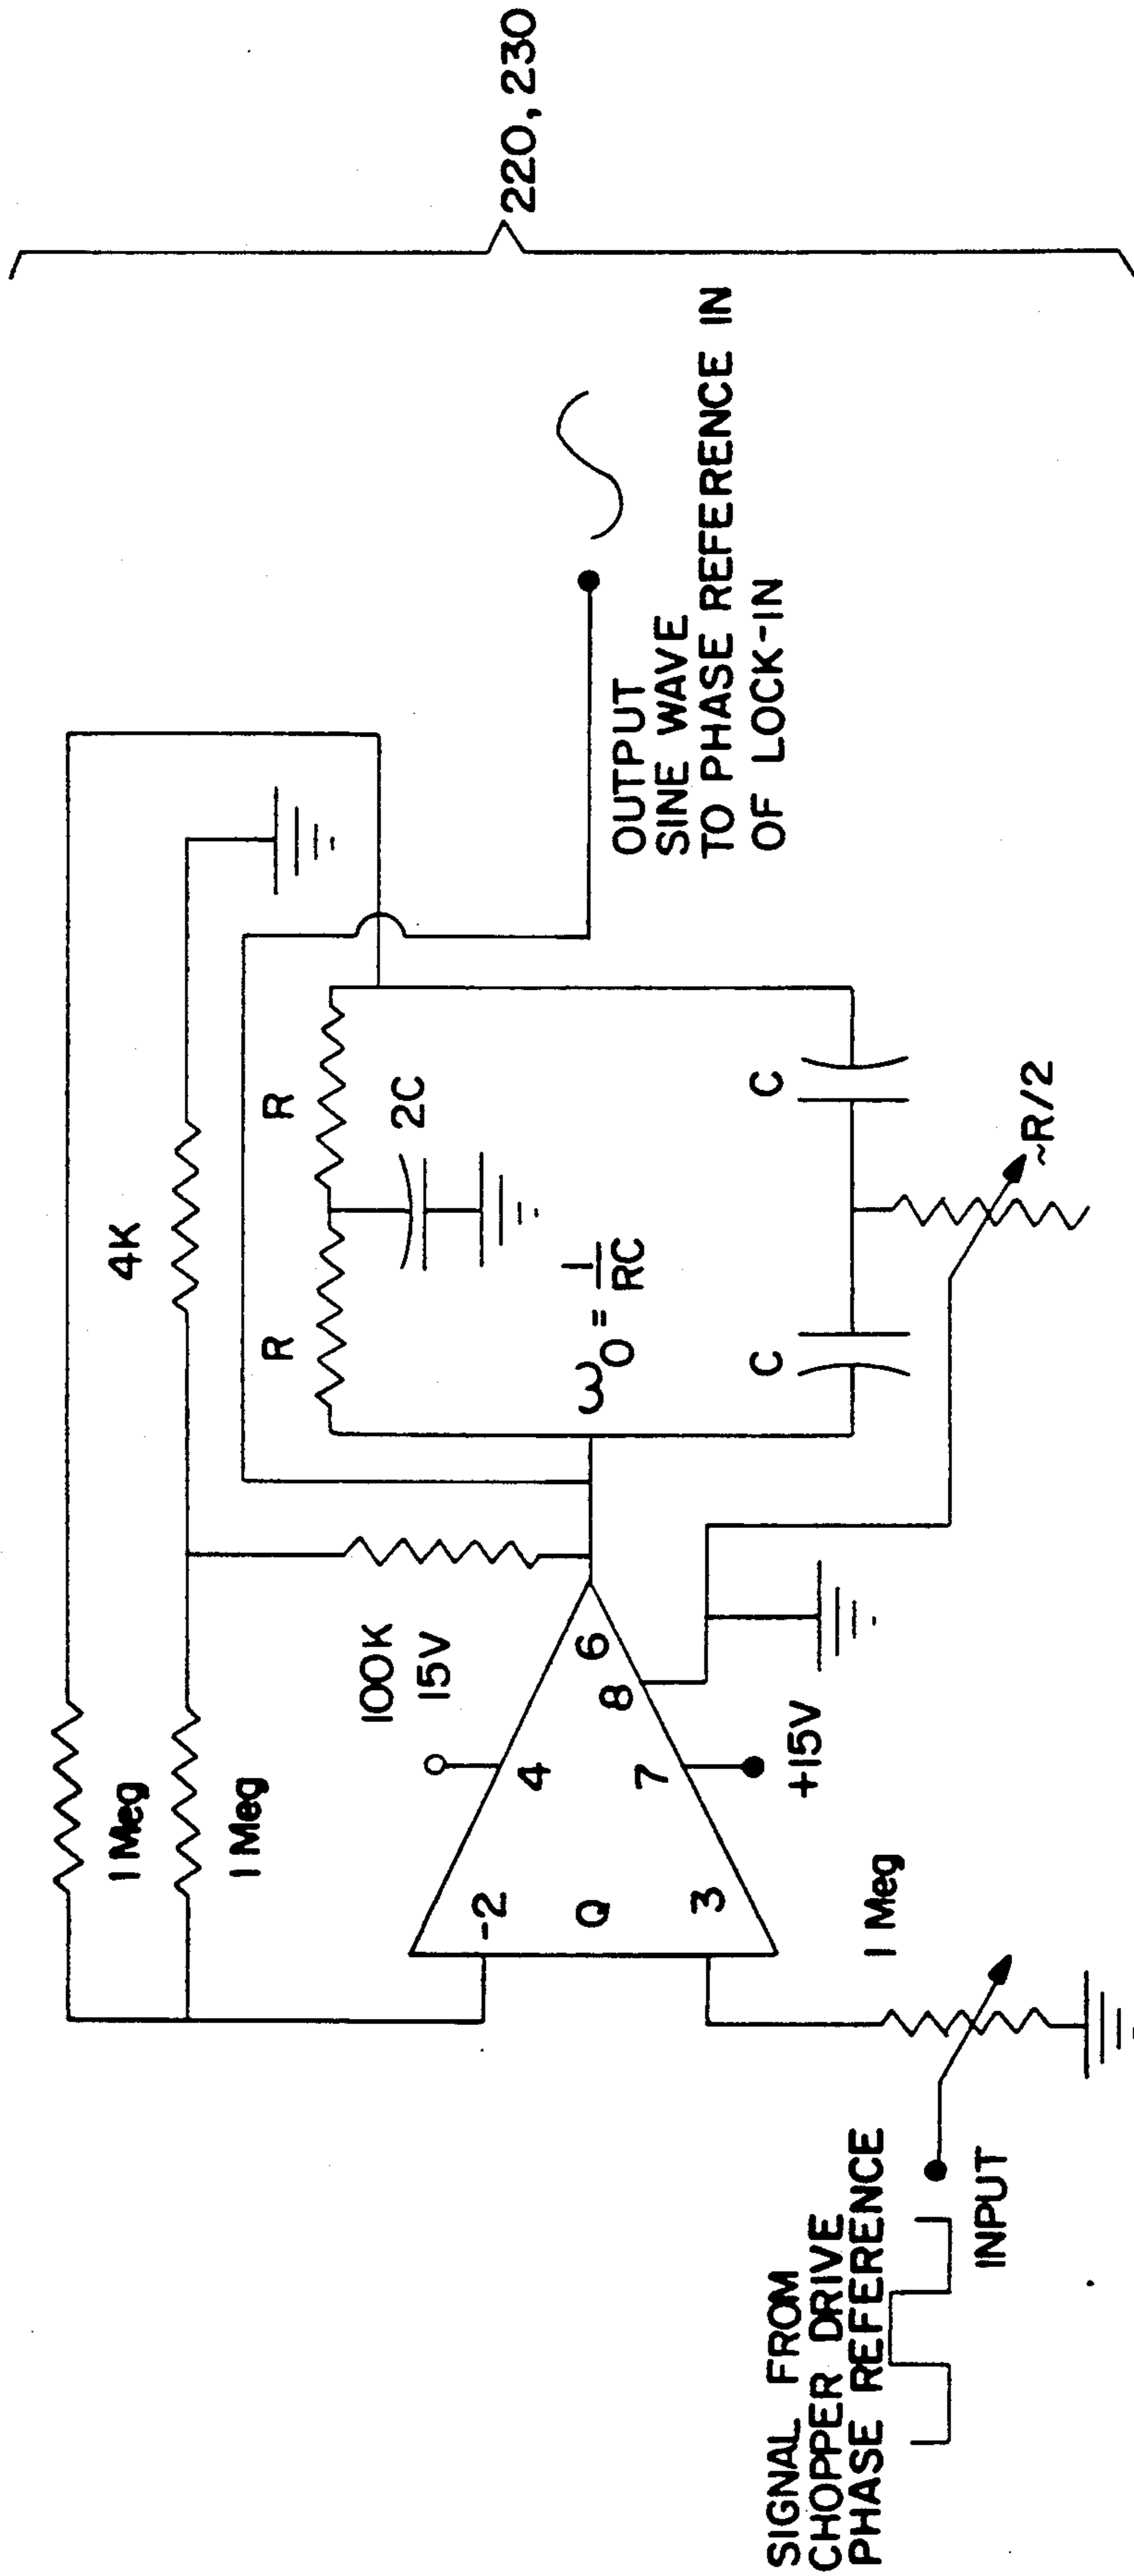 220, 230
4K
1 Meg
1 Meg
R
R
2C
100K
15V
ω₀ = 1/RC
C
C
~R/2
-2
4
Q
6
8
3
7
+15V
1 Meg
OUTPUT
SINE WAVE
TO PHASE REFERENCE IN
OF LOCK-IN
SIGNAL FROM
CHOPPER DRIVE
PHASE REFERENCE
INPUT